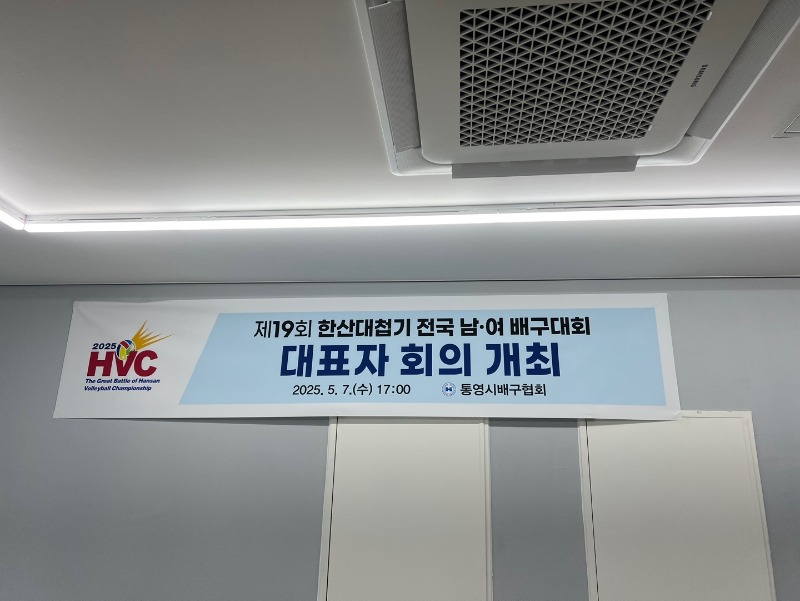 SAMSUNG
제19회 한산대첩기 전국 남·여 배구대회
대표자 회의 개최
2025. 5. 7.(수) 17:00
통영시배구협회
2025
HVC
The Great Battle of Hansan
Volleyball Championship